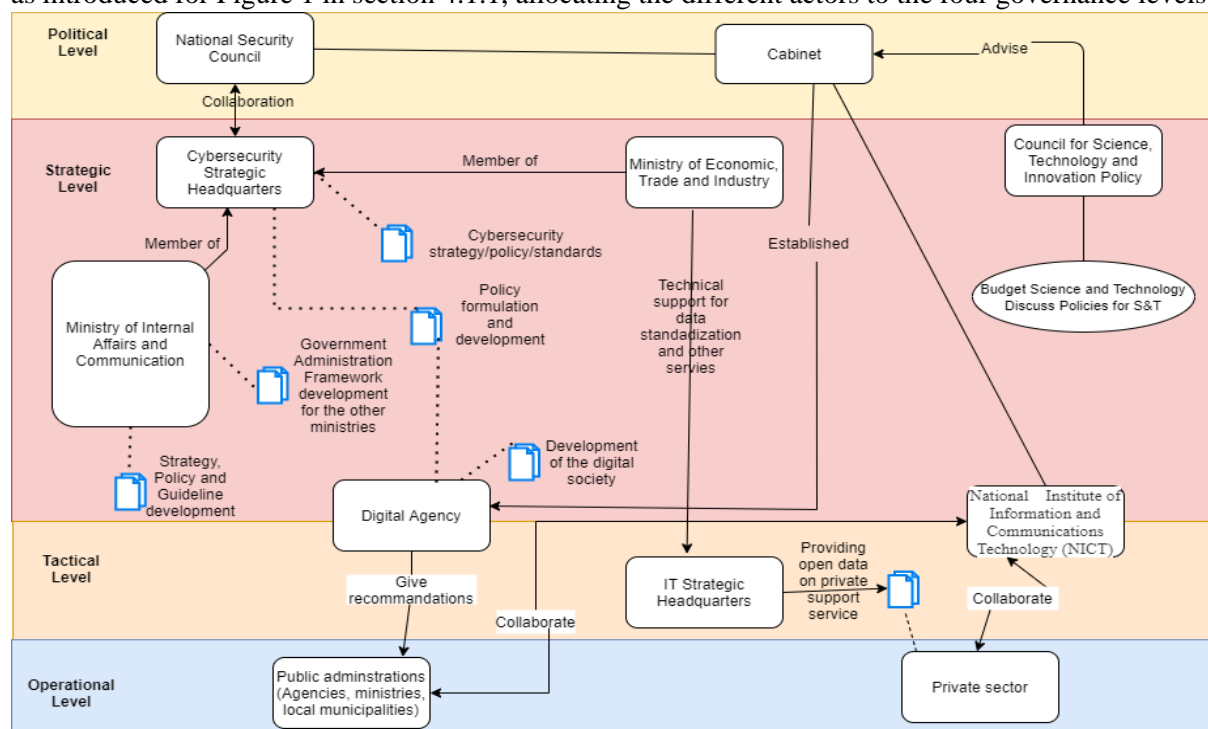 as introduced for Figure 1 in section 4.1.1, allocating the different actors to the four governance levels
Political
Level
National Security
Council
Cabinet
Advise
Collaboration
Strategic
Level
Cybersecurity
Strategic
Headquarters
Member of
Ministry of Economic,
Trade and Industry
Council for Science,
Technology and
Innovation Policy
Member of
Cybersecurity
strategy/policy/standards
Established
Ministry of Internal
Affairs and
Communication
Policy
formulation
and
development
Technical
support for
data
standadization
and other
servies
Budget Science and Technology
Discuss Policies for S&T
Government
Administration
Framework
development
for the other
ministries
Strategy,
Policy and
Guideline
development
Development
of the digital
society
Digital Agency
National Institute of
Information and
Communications
Technology (NICT)
Tactical
Level
Give
recommandations
Collaborate
IT Strategic
Headquarters
Providing
open data
on private
support
service
Collaborate
Operational
Level
Public adminstrations
(Agencies, ministries,
local municipalities)
Private sector